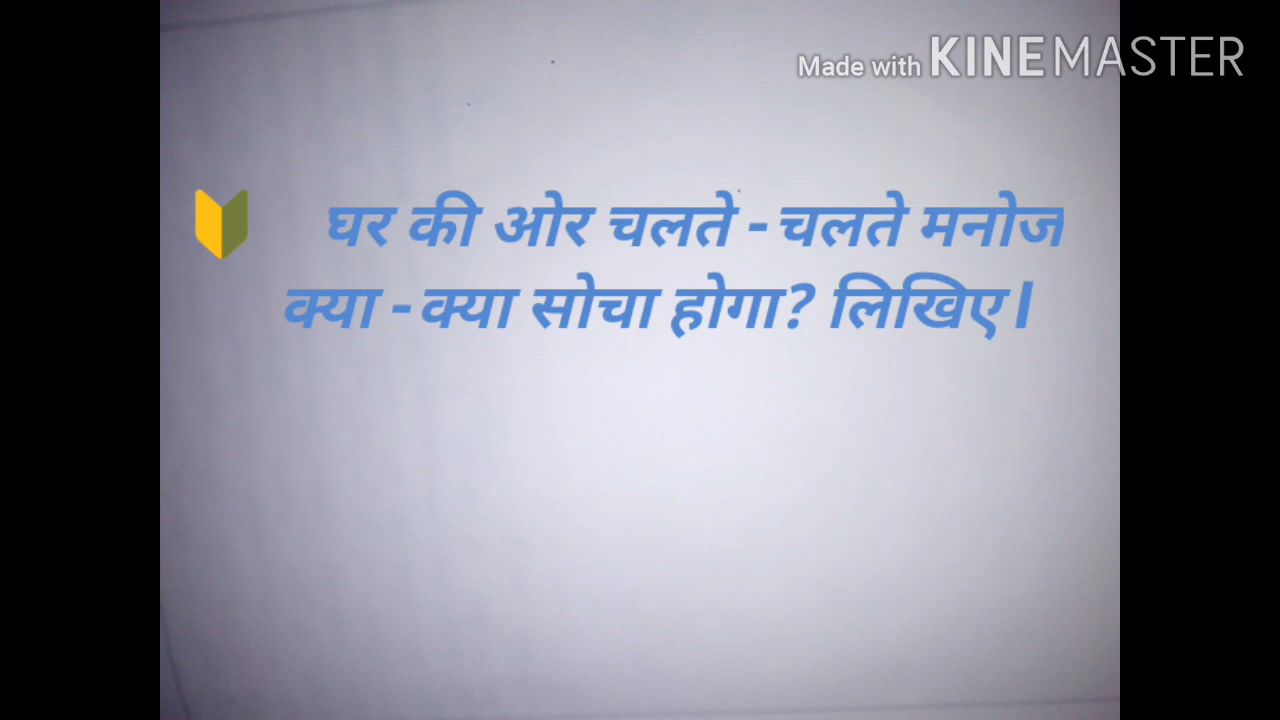 Made with KINEMASTER
घर की ओर चलते - चलते मनोज
क्या - क्या सोचा होगा? लिखिए।